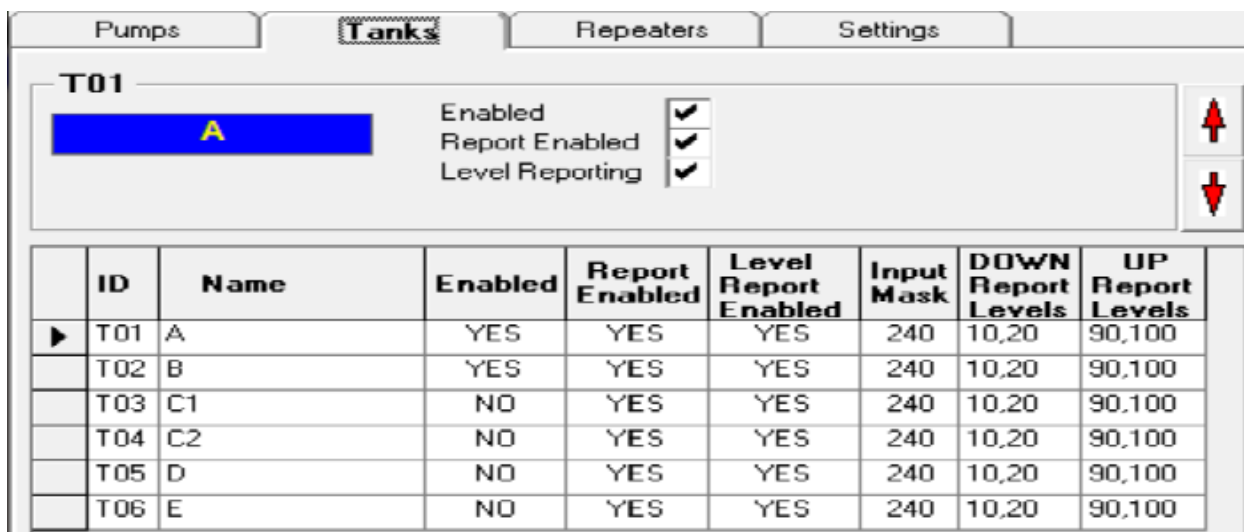 Pumps Tanks Repeaters Settings
T01
A
Enabled
Report Enabled
Level Reporting
ID Name Enabled Report Enabled Level Report Enabled Input Mask DOWN Report Levels UP Report Levels
T01 A YES YES YES 240 10,20 90,100
T02 B YES YES YES 240 10,20 90,100
T03 C1 NO YES YES 240 10,20 90,100
T04 C2 NO YES YES 240 10,20 90,100
T05 D NO YES YES 240 10,20 90,100
T06 E NO YES YES 240 10,20 90,100